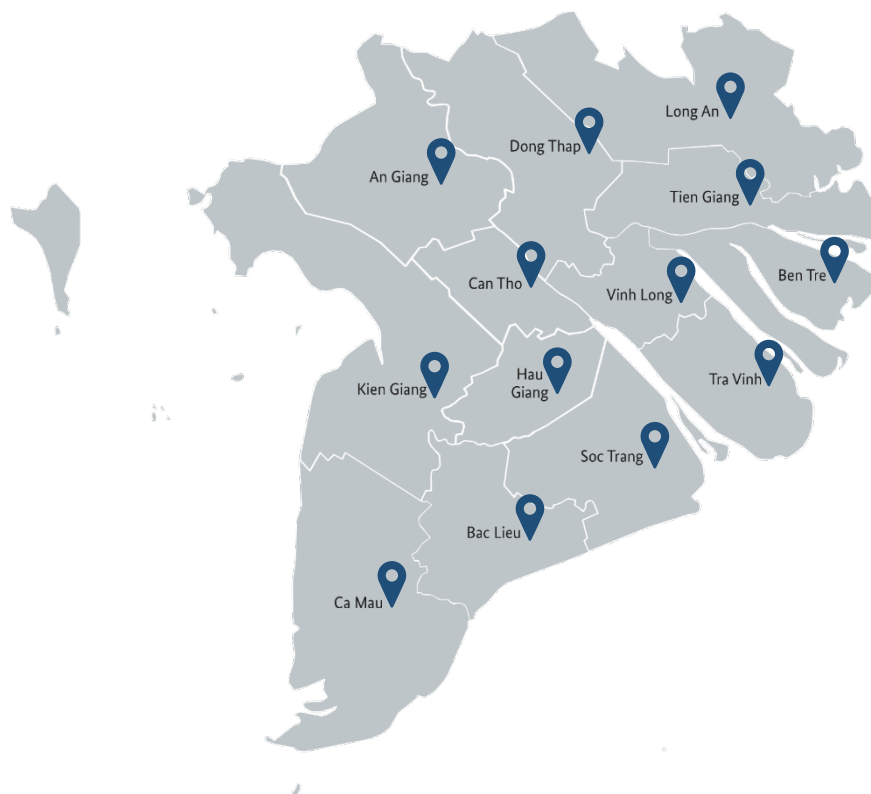 Long An
Dong Thap
An Giang
Tien Giang
Ben Tre
Can Tho
Vinh Long
Hau
Giang
Tra Vinh
Kien Giang
Soc Trang
Bac Lieu
Ca Mau